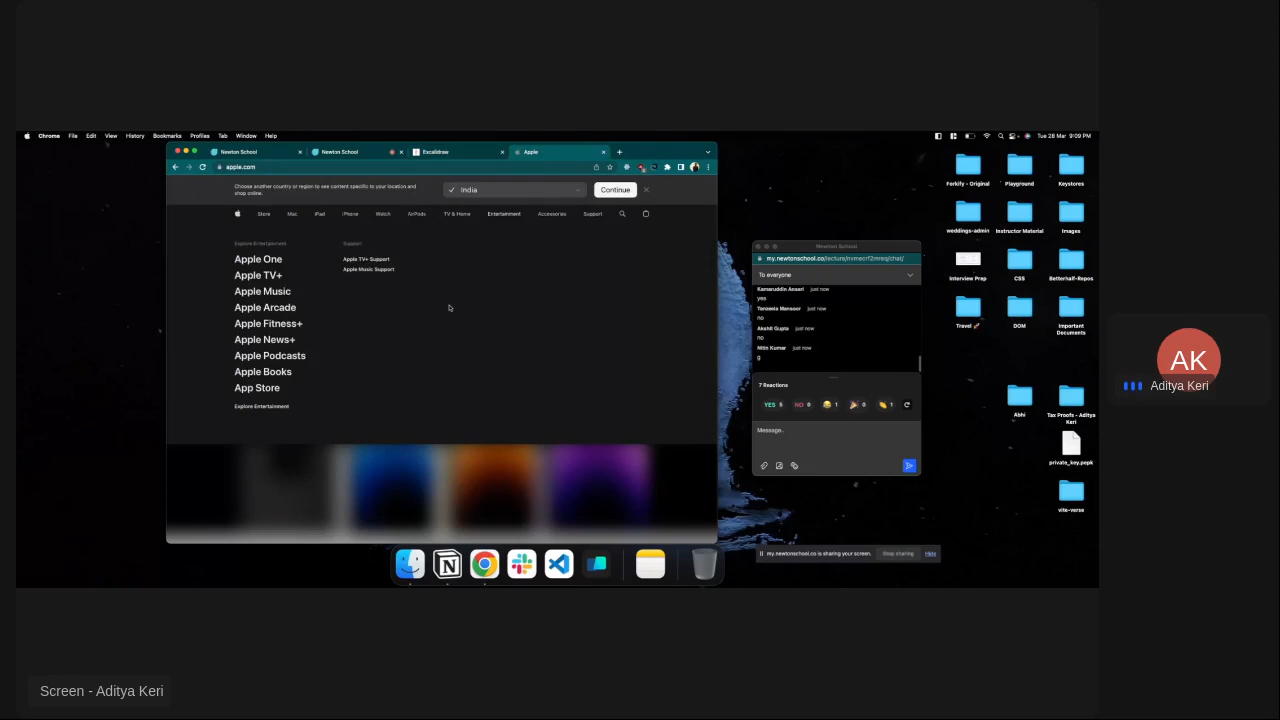 Chrome File Edit View History Bookmarks Profiles Tab Window Help
Tue 28 Mar 9:09 PM
Newton School
Newton School
Excalidraw
Apple
apple.com
Choose another country or region to see content specific to your location and
shop online.
India
Continue
Store Mac iPad iPhone Watch AirPods TV & Home Entertainment Accessories Support
Explore Entertainment
Apple One
Apple TV+
Apple Music
Apple Arcade
Apple Fitness+
Apple News+
Apple Podcasts
Apple Books
App Store
Explore Entertainment
Support
Apple TV+ Support
Apple Music Support
Newton School
my.newtonschool.co/lecture/nvmecrf2mreq/chat/
To everyone
Kamaruddin Ansari just now
yes
Tanzeela Mansoor just now
no
Akshit Gupta just now
no
Nitin Kumar just now
g
7 Reactions
YES 5 NO 0 1 0 1
Message..
my.newtonschool.co is sharing your screen. Stop sharing Hide
Forkify - Original
Playground
Keystores
weddings-admin
Instructor Material
Images
Interview Prep
CSS
Betterhalf-Repos
Travel 🚀
DOM
Important
Documents
Abhi
Tax Proofs - Aditya
Keri
private_key.pepk
vite-verse
AK
Aditya Keri
Screen - Aditya Keri